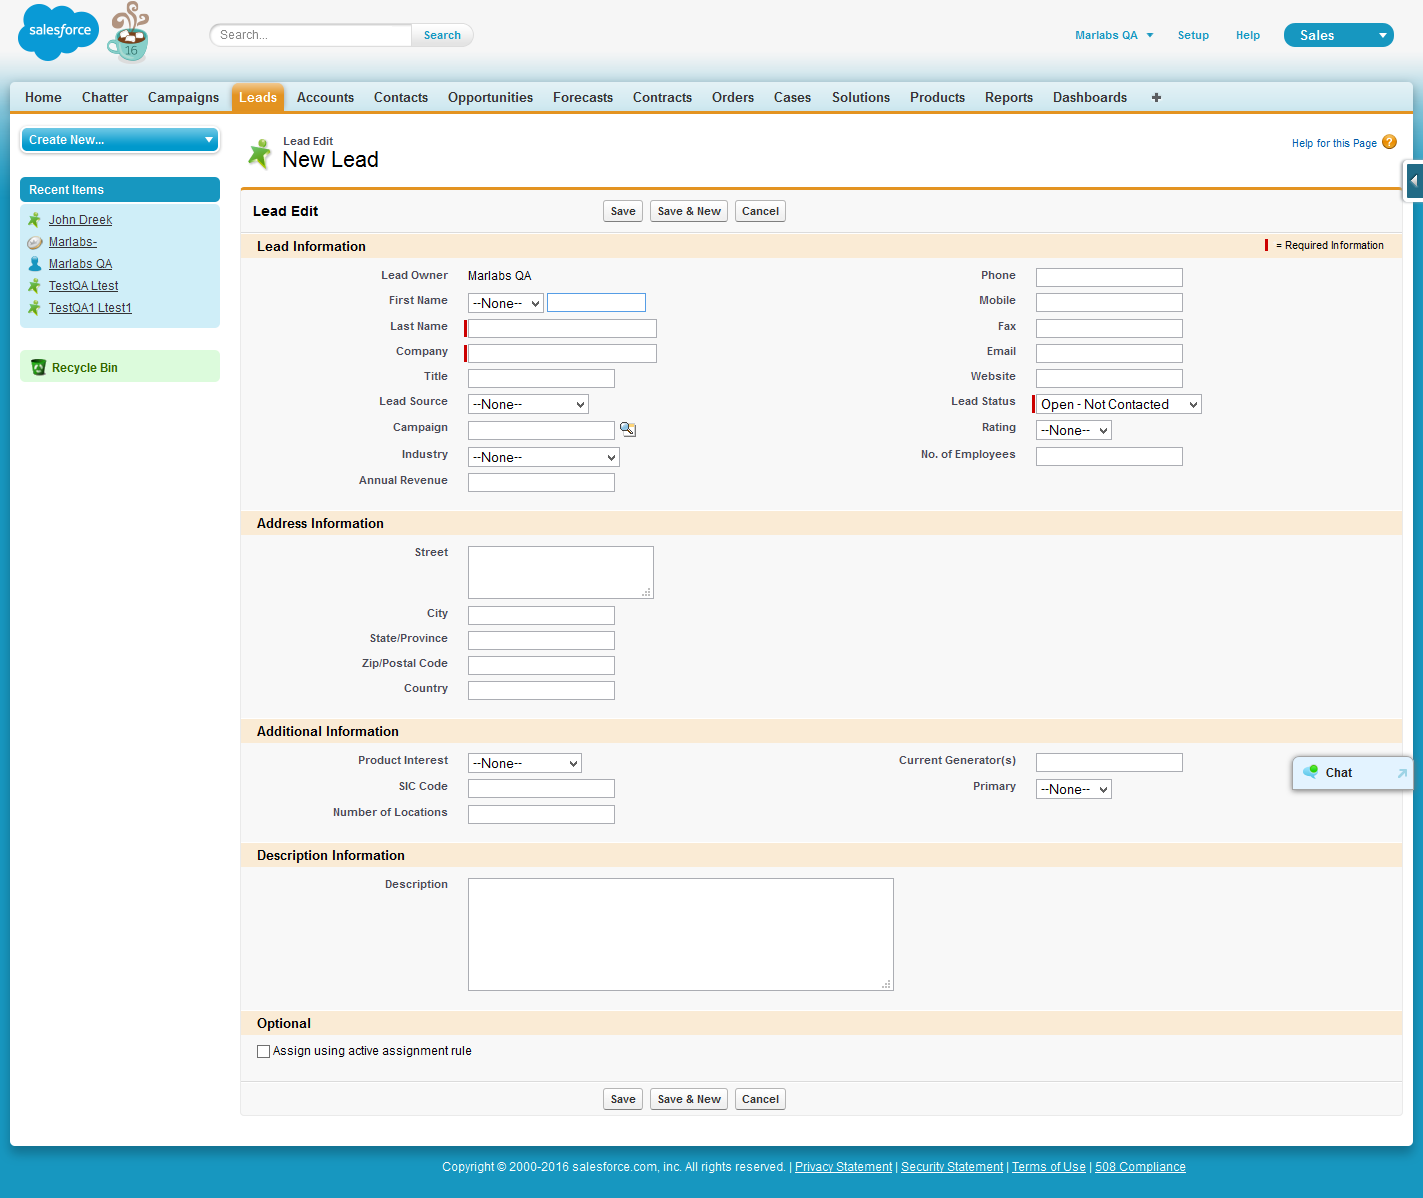 salesforce
16
Search...
Search
Marlabs QA
Setup
Help
Sales
Home Chatter Campaigns Leads Accounts Contacts Opportunities Forecasts Contracts Orders Cases Solutions Products Reports Dashboards +
Create New...
Recent Items
John Dreek
Marlabs-
Marlabs QA
TestQA Ltest
TestQA1 Ltest1
Recycle Bin
Lead Edit
New Lead
Help for this Page ?
Lead Edit
Save Save & New Cancel
Lead Information
= Required Information
Lead Owner Marlabs QA
Phone
First Name --None--
Mobile
Last Name
Fax
Company
Email
Title
Website
Lead Source --None--
Lead Status Open - Not Contacted
Campaign
Rating --None--
Industry --None--
No. of Employees
Annual Revenue
Address Information
Street
City
State/Province
Zip/Postal Code
Country
Additional Information
Product Interest --None--
Current Generator(s)
SIC Code
Primary --None--
Number of Locations
Chat
Description Information
Description
Optional
Assign using active assignment rule
Save Save & New Cancel
Copyright © 2000-2016 salesforce.com, inc. All rights reserved. | Privacy Statement | Security Statement | Terms of Use | 508 Compliance